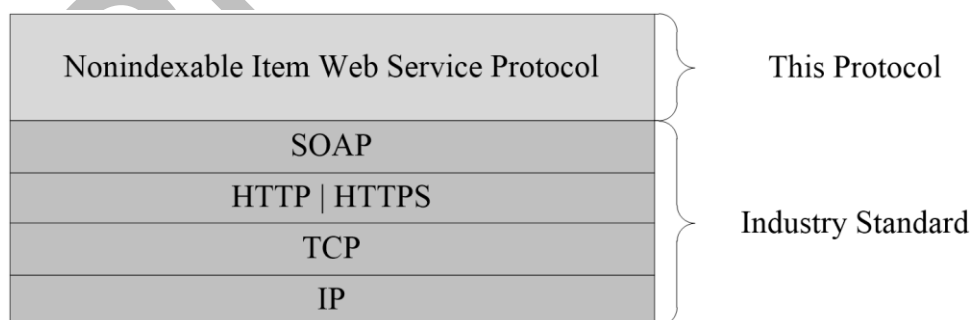 Nonindexable Item Web Service Protocol
This Protocol
SOAP
HTTP | HTTPS
TCP
IP
Industry Standard